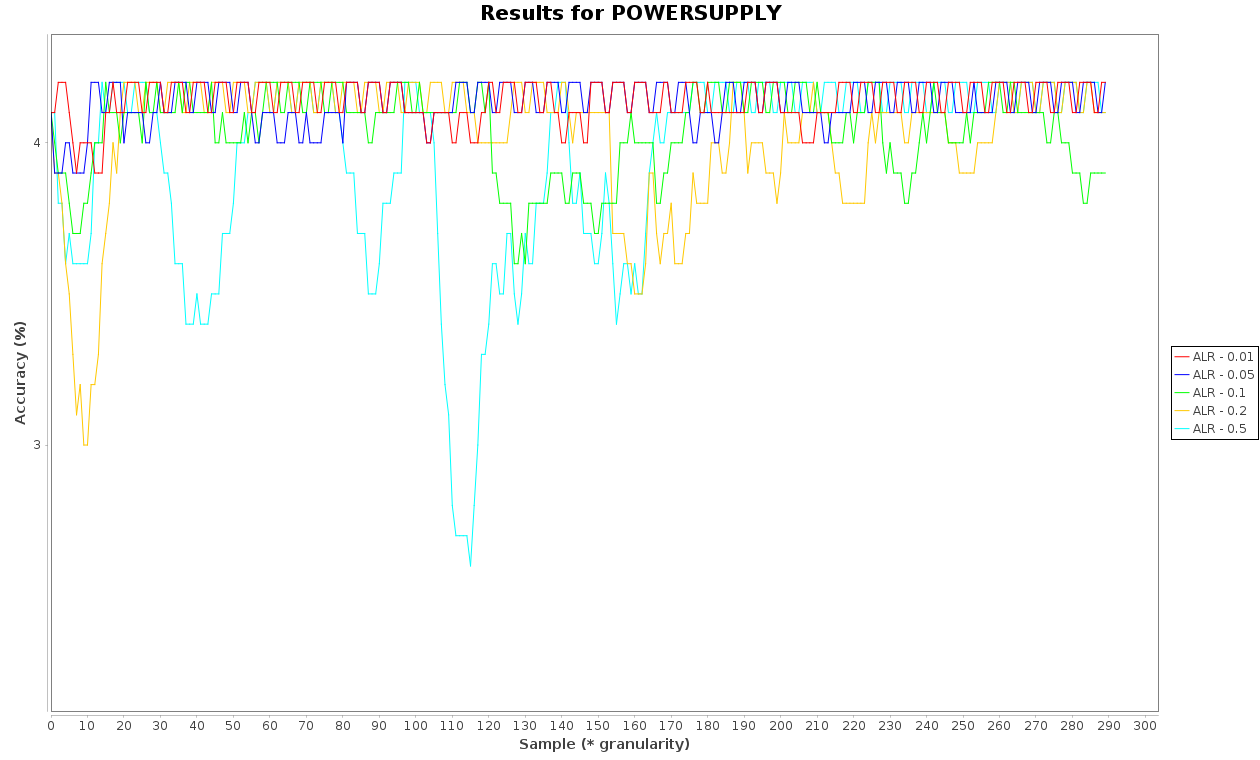 Results for POWERSUPPLY
Accuracy (%)
4
3
0 10 20 30 40 50 60 70 80 90 100 110 120 130 140 150 160 170 180 190 200 210 220 230 240 250 260 270 280 290 300
Sample (* granularity)
ALR - 0.01
ALR - 0.05
ALR - 0.1
ALR - 0.2
ALR - 0.5